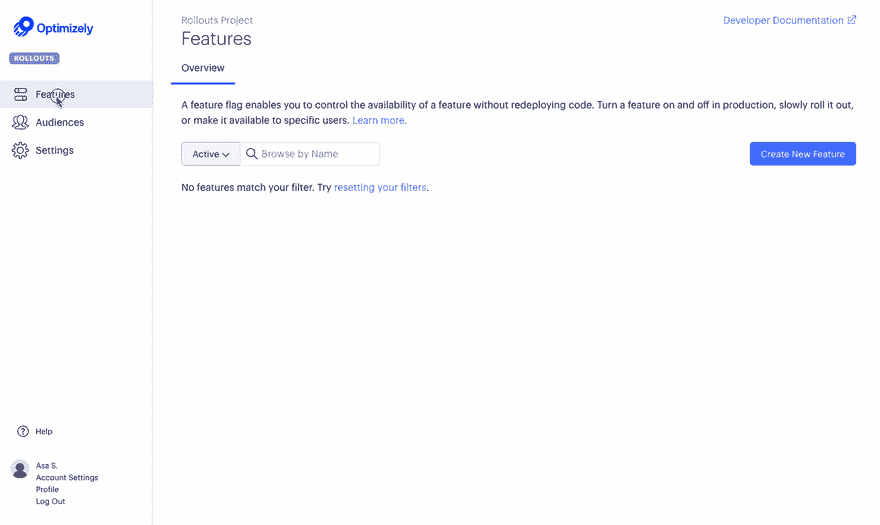 Optimizely
ROLLOUTS
Features
Audiences
Settings
Help
Asa S.
Account Settings
Profile
Log Out
Rollouts Project
Developer Documentation
Features
Overview
A feature flag enables you to control the availability of a feature without redeploying code. Turn a feature on and off in production, slowly roll it out,
or make it available to specific users. Learn more.
Active
Browse by Name
Create New Feature
No features match your filter. Try resetting your filters.